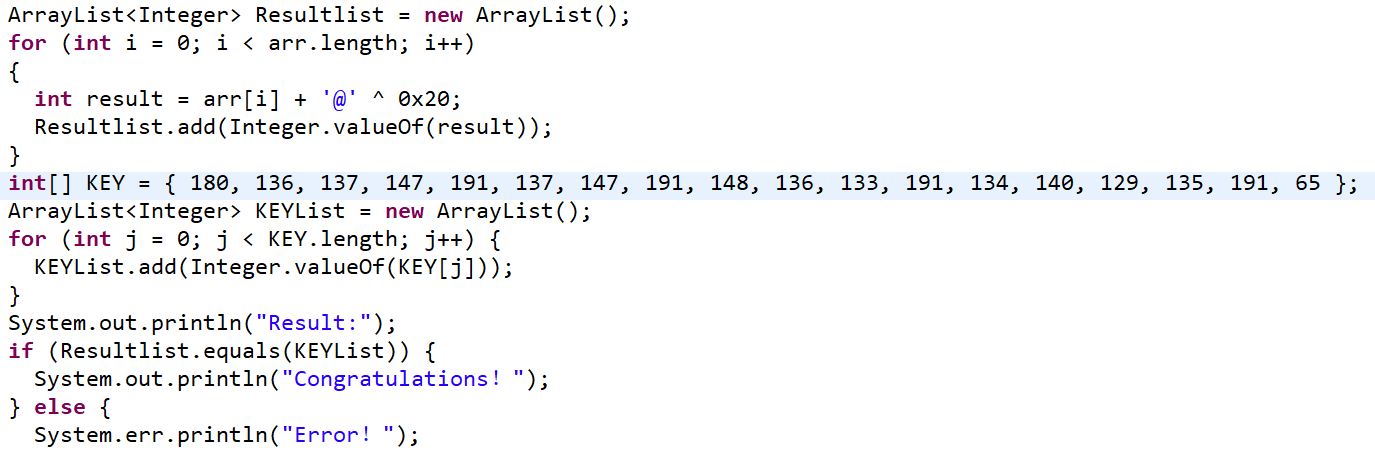 ArrayList<Integer> Resultlist = new ArrayList();
for (int i = 0; i < arr.length; i++)
{
  int result = arr[i] + '@' ^ 0x20;
  Resultlist.add(Integer.valueOf(result));
}
int[] KEY = { 180, 136, 137, 147, 191, 137, 147, 191, 148, 136, 133, 191, 134, 140, 129, 135, 191, 65 };
ArrayList<Integer> KEYList = new ArrayList();
for (int j = 0; j < KEY.length; j++) {
  KEYList.add(Integer.valueOf(KEY[j]));
}
System.out.println("Result:");
if (Resultlist.equals(KEYList)) {
  System.out.println("Congratulations! ");
} else {
  System.err.println("Error! ");